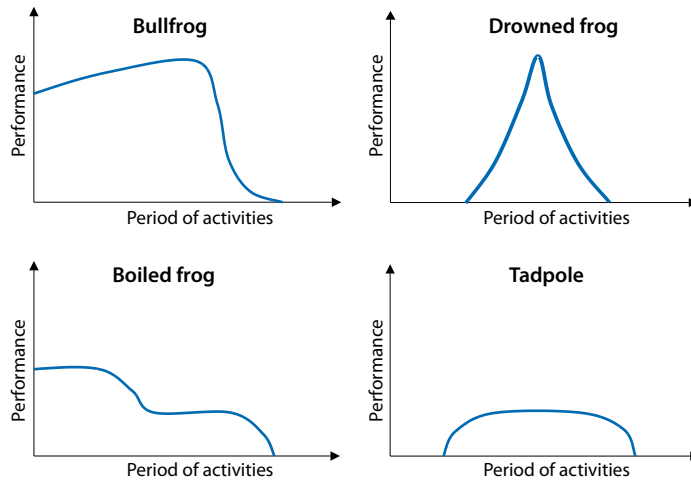 Bullfrog
Performance
Period of activities
Drowned frog
Performance
Period of activities
Boiled frog
Performance
Period of activities
Tadpole
Performance
Period of activities